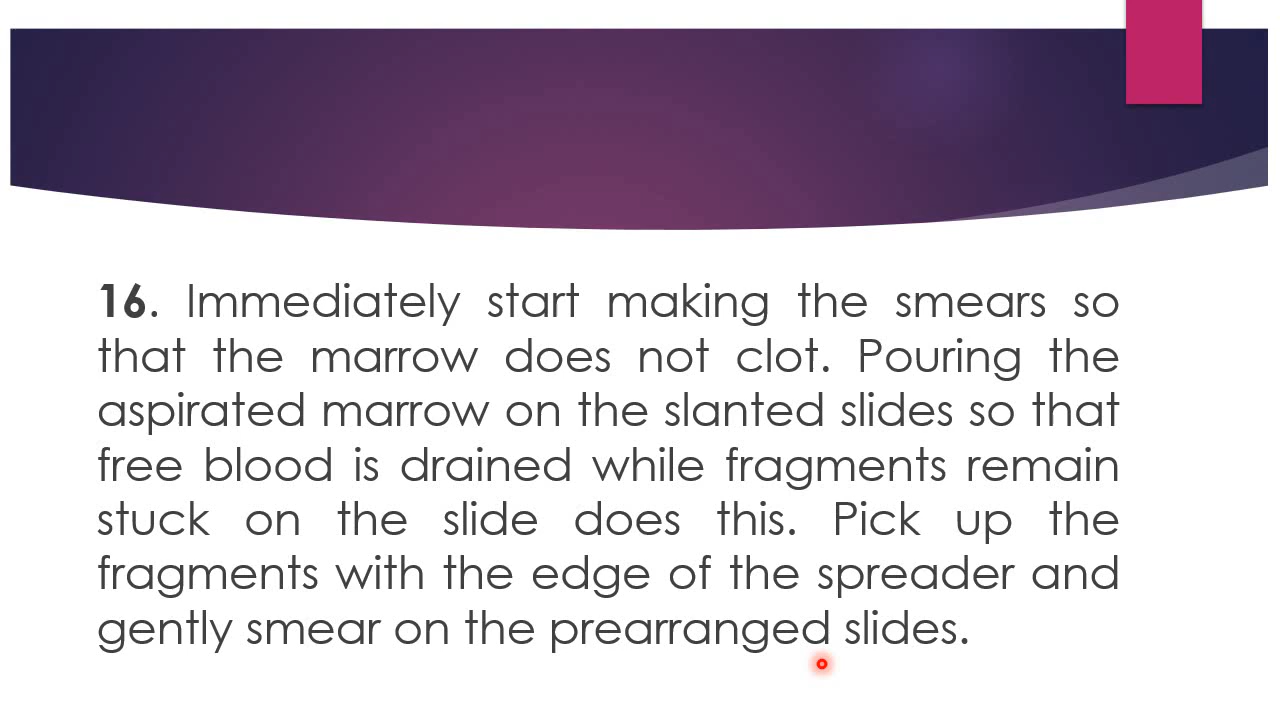 16. Immediately start making the smears so
that the marrow does not clot. Pouring the
aspirated marrow on the slanted slides so that
free blood is drained while fragments remain
stuck on the slide does this. Pick up the
fragments with the edge of the spreader and
gently smear on the prearranged slides.